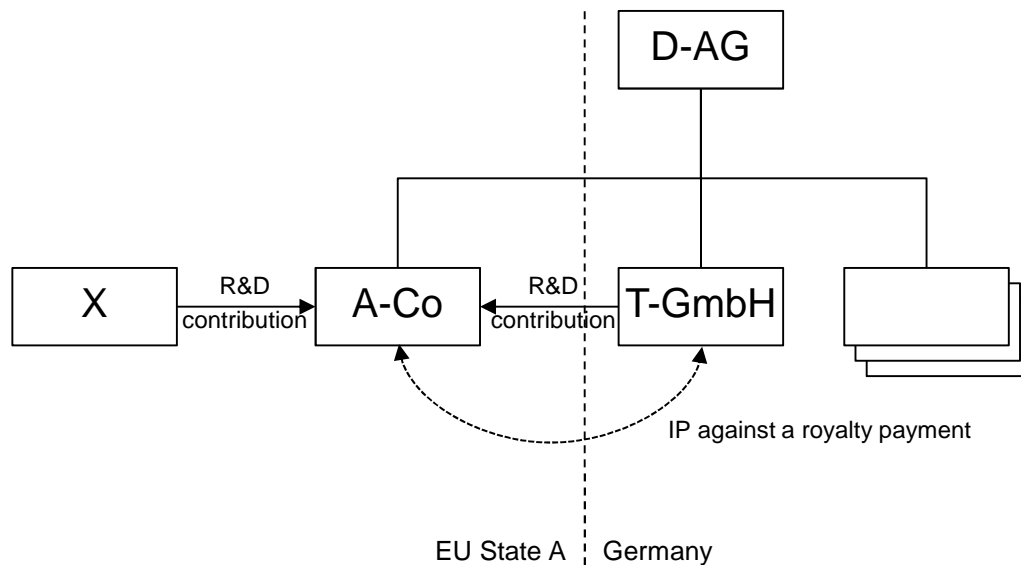 D-AG
X
R&D
contribution
A-Co
R&D
contribution
T-GmbH
IP against a royalty payment
EU State A
Germany